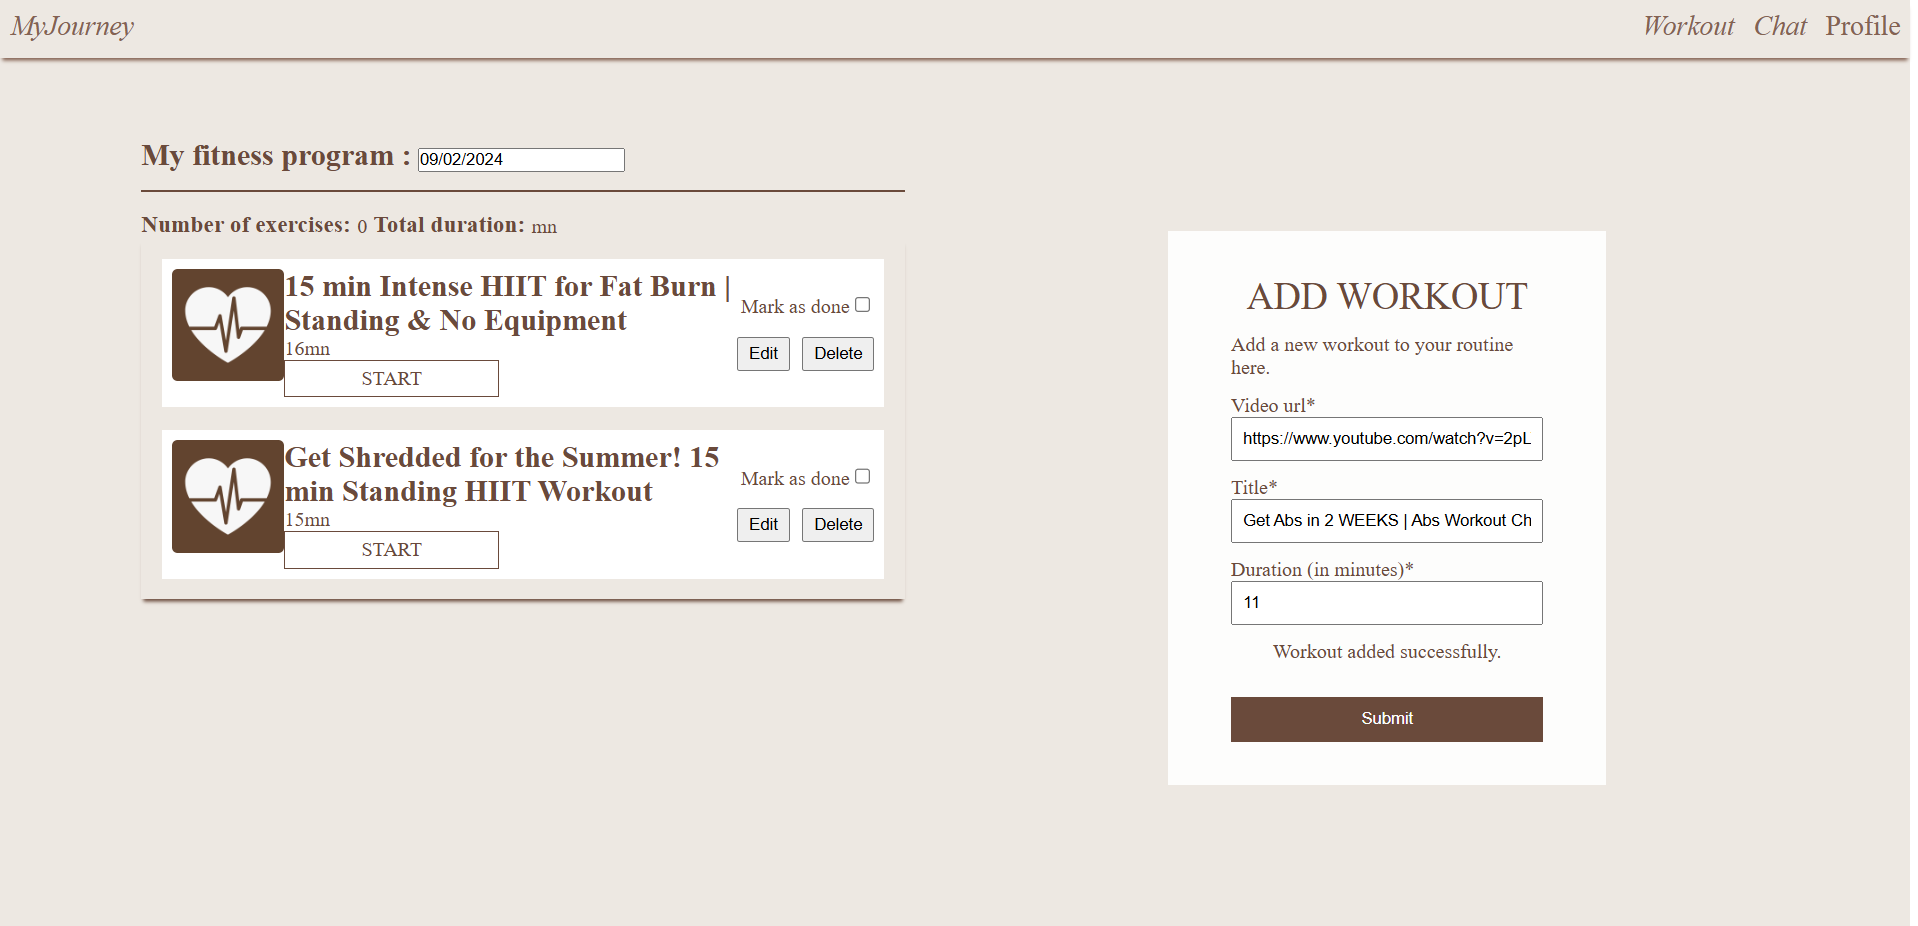 MyJourney
Workout Chat Profile
My fitness program : 09/02/2024
Number of exercises: 0 Total duration: mn
15 min Intense HIIT for Fat Burn |
Standing & No Equipment
16mn
START
Mark as done
Edit Delete
Get Shredded for the Summer! 15
min Standing HIIT Workout
15mn
START
Mark as done
Edit Delete
ADD WORKOUT
Add a new workout to your routine
here.
Video url*
https://www.youtube.com/watch?v=2pL
Title*
Get Abs in 2 WEEKS | Abs Workout Ch
Duration (in minutes)*
11
Workout added successfully.
Submit